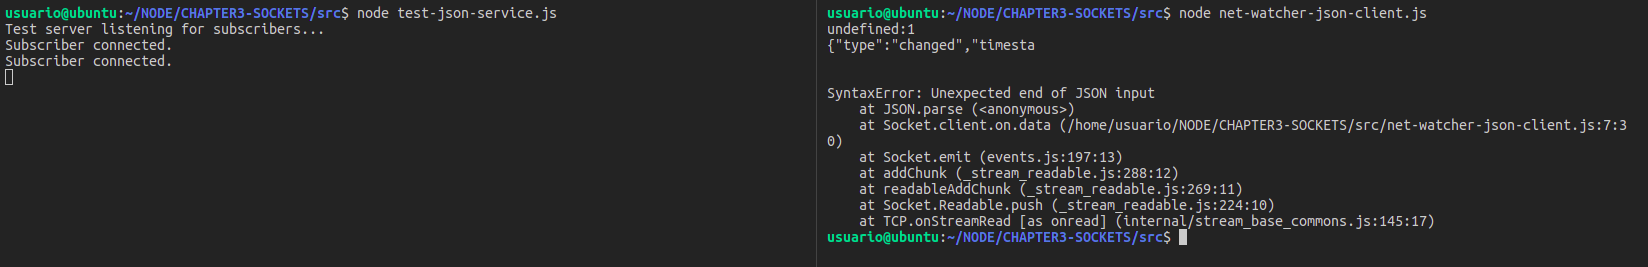 usuario@ubuntu:~/NODE/CHAPTER3-SOCKETS/src$ node test-json-service.js
Test server listening for subscribers...
Subscriber connected.
Subscriber connected.
usuario@ubuntu:~/NODE/CHAPTER3-SOCKETS/src$ node net-watcher-json-client.js
undefined:1
{"type":"changed","timesta
SyntaxError: Unexpected end of JSON input
    at JSON.parse (<anonymous>)
    at Socket.client.on.data (/home/usuario/NODE/CHAPTER3-SOCKETS/src/net-watcher-json-client.js:7:3
0)
    at Socket.emit (events.js:197:13)
    at addChunk (_stream_readable.js:288:12)
    at readableAddChunk (_stream_readable.js:269:11)
    at Socket.Readable.push (_stream_readable.js:224:10)
    at TCP.onStreamRead [as onread] (internal/stream_base_commons.js:145:17)
usuario@ubuntu:~/NODE/CHAPTER3-SOCKETS/src$